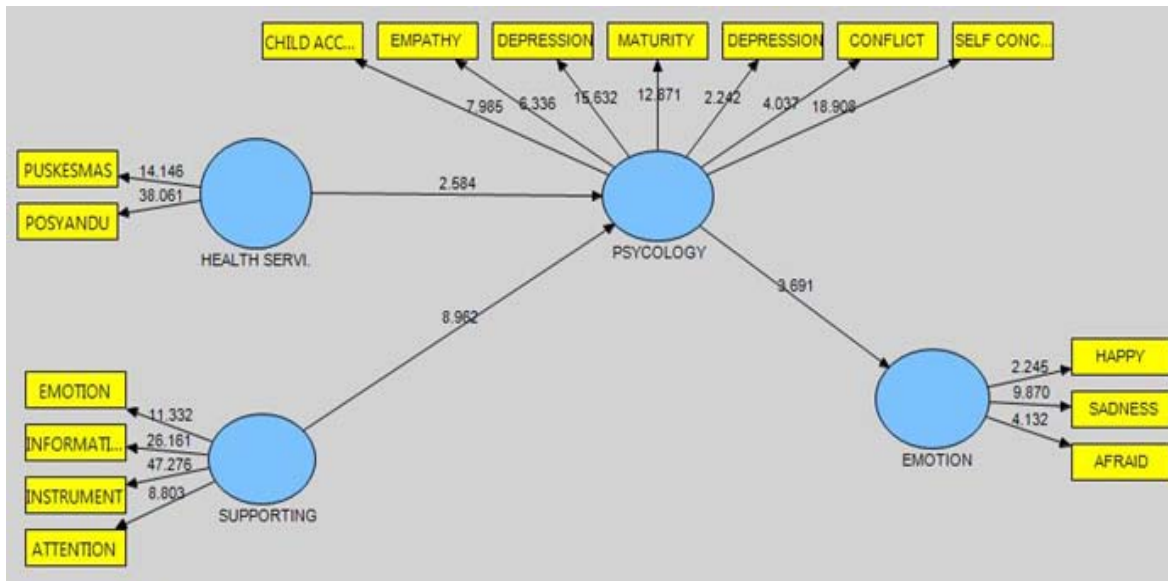 CHILD ACC...
EMPATHY
DEPRESSION
MATURITY
DEPRESSION
CONFLICT
SELF CONC...
7.985
6.336
15.632
12.871
2.242
4.037
18.908
PUSKESMAS
14.146
38.061
POSYANDU
HEALTH SERVI.
2.584
PSYCOLOGY
8.962
3.691
EMOTION
11.332
INFORMATI...
26.161
INSTRUMENT
47.276
8.803
ATTENTION
SUPPORTING
HAPPY
2.245
9.870
SADNESS
4.132
AFRAID
EMOTION